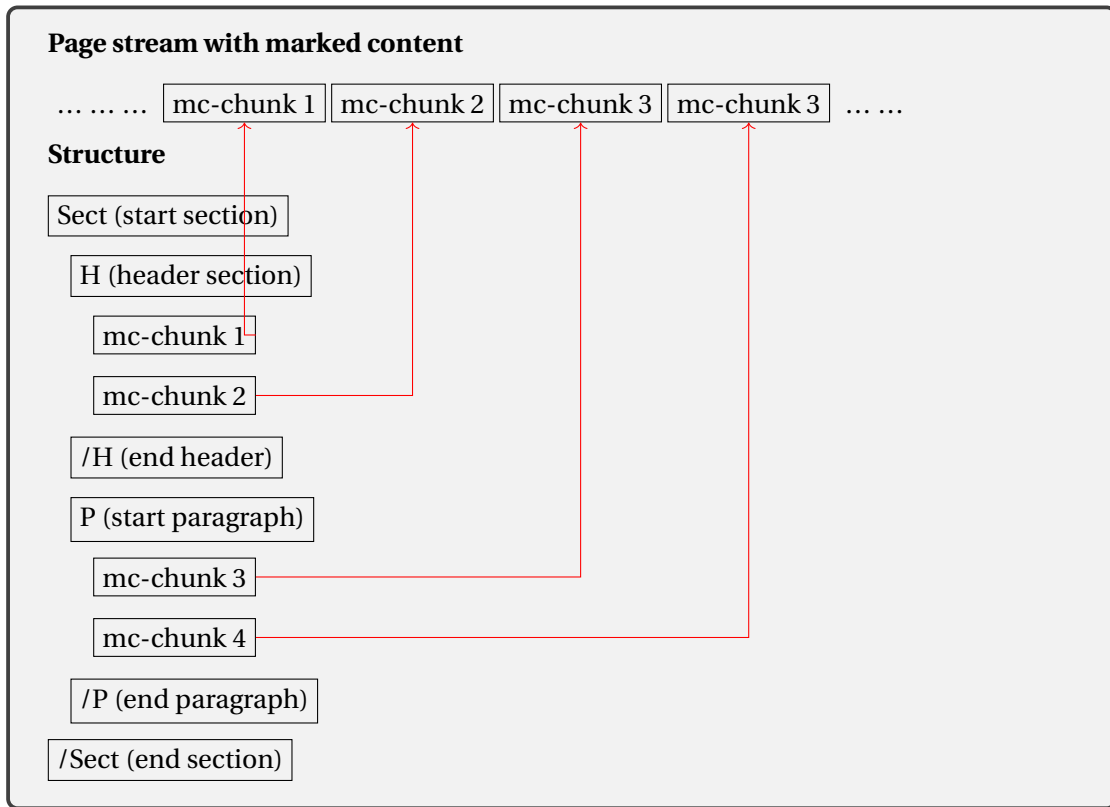 Page stream with marked content
… … … mc-chunk 1 mc-chunk 2 mc-chunk 3 mc-chunk 3 … …
Structure
Sect (start section)
H (header section)
mc-chunk 1
mc-chunk 2
/H (end header)
P (start paragraph)
mc-chunk 3
mc-chunk 4
/P (end paragraph)
/Sect (end section)